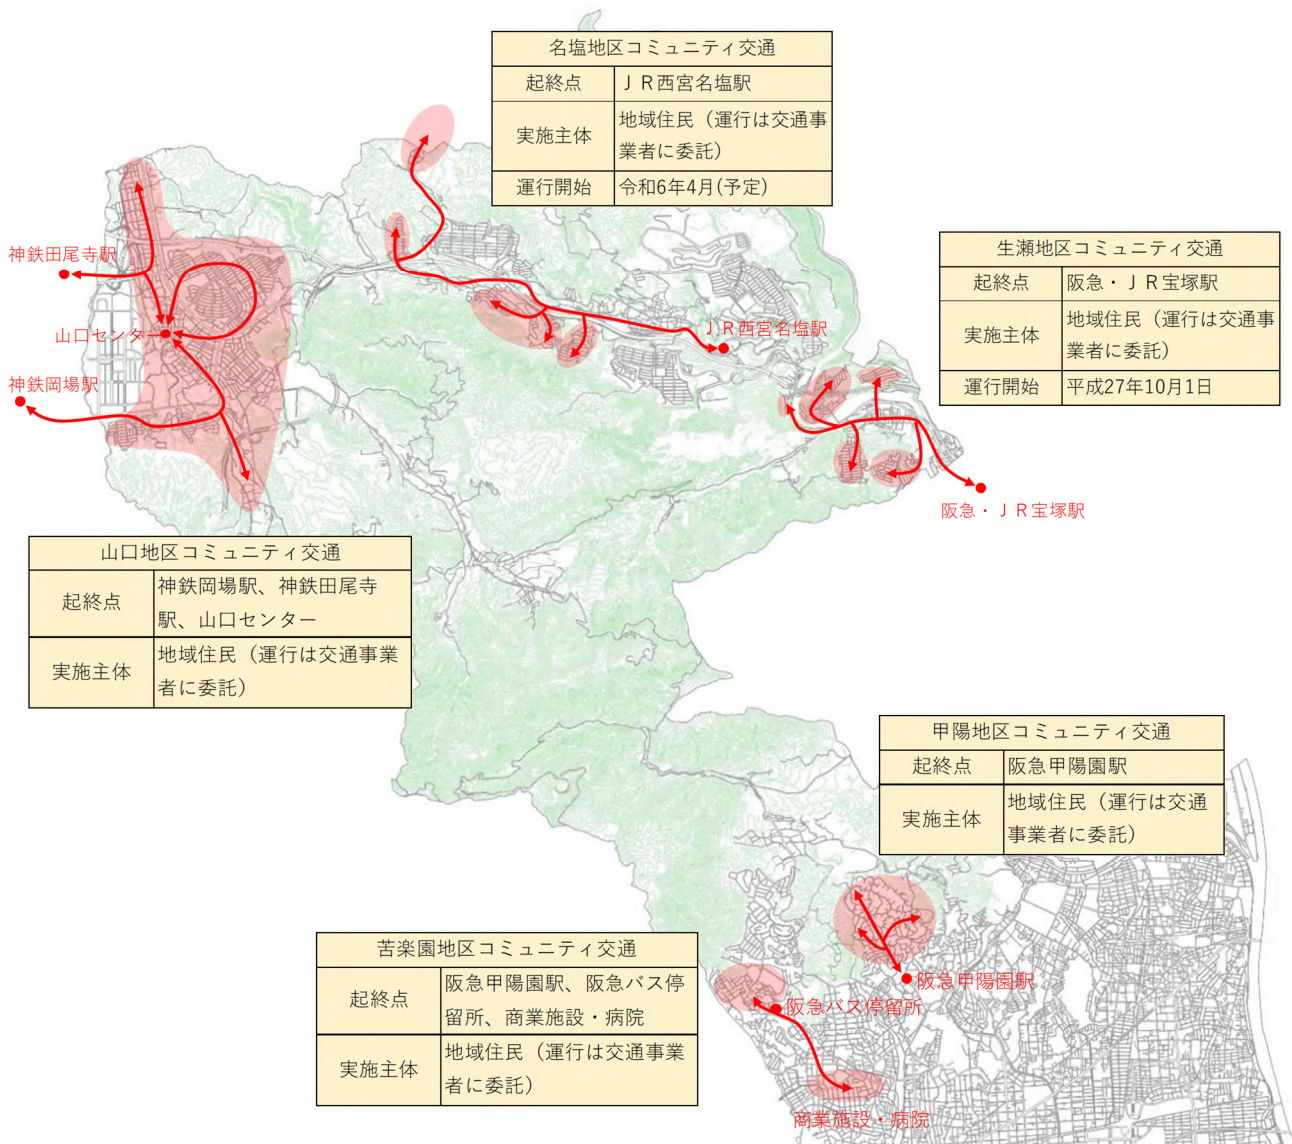 名塩地区コミュニティ交通
起終点
ＪＲ西宮名塩駅
実施主体
地域住民（運行は交通事
業者に委託）
運行開始
令和6年4月(予定)
生瀬地区コミュニティ交通
起終点
阪急・ＪＲ宝塚駅
実施主体
地域住民（運行は交通事
業者に委託）
運行開始
平成27年10月1日
神鉄田尾寺駅
山口センター
神鉄岡場駅
ＪＲ西宮名塩駅
阪急・ＪＲ宝塚駅
山口地区コミュニティ交通
起終点
神鉄岡場駅、神鉄田尾寺
駅、山口センター
実施主体
地域住民（運行は交通事業
者に委託）
甲陽地区コミュニティ交通
起終点
阪急甲陽園駅
実施主体
地域住民（運行は交通
事業者に委託）
苦楽園地区コミュニティ交通
起終点
阪急甲陽園駅、阪急バス停
留所、商業施設・病院
実施主体
地域住民（運行は交通事業
者に委託）
阪急甲陽園駅
阪急バス停留所
商業施設・病院